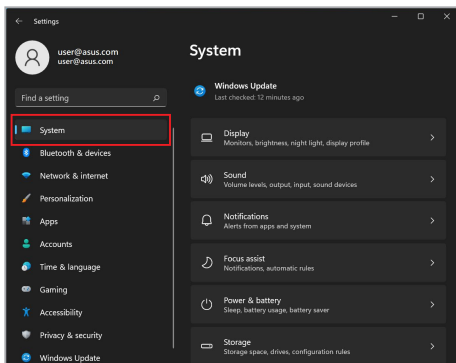 Settings
user@asus.com
user@asus.com
Find a setting
System
Bluetooth & devices
Network & internet
Personalization
Apps
Accounts
Time & language
Gaming
Accessibility
Privacy & security
Windows Update
System
Windows Update
Last checked: 12 minutes ago
Display
Monitors, brightness, night light, display profile
Sound
Volume levels, output, input, sound devices
Notifications
Alerts from apps and system
Focus assist
Notifications, automatic rules
Power & battery
Sleep, battery usage, battery saver
Storage
Storage space, drives, configuration rules